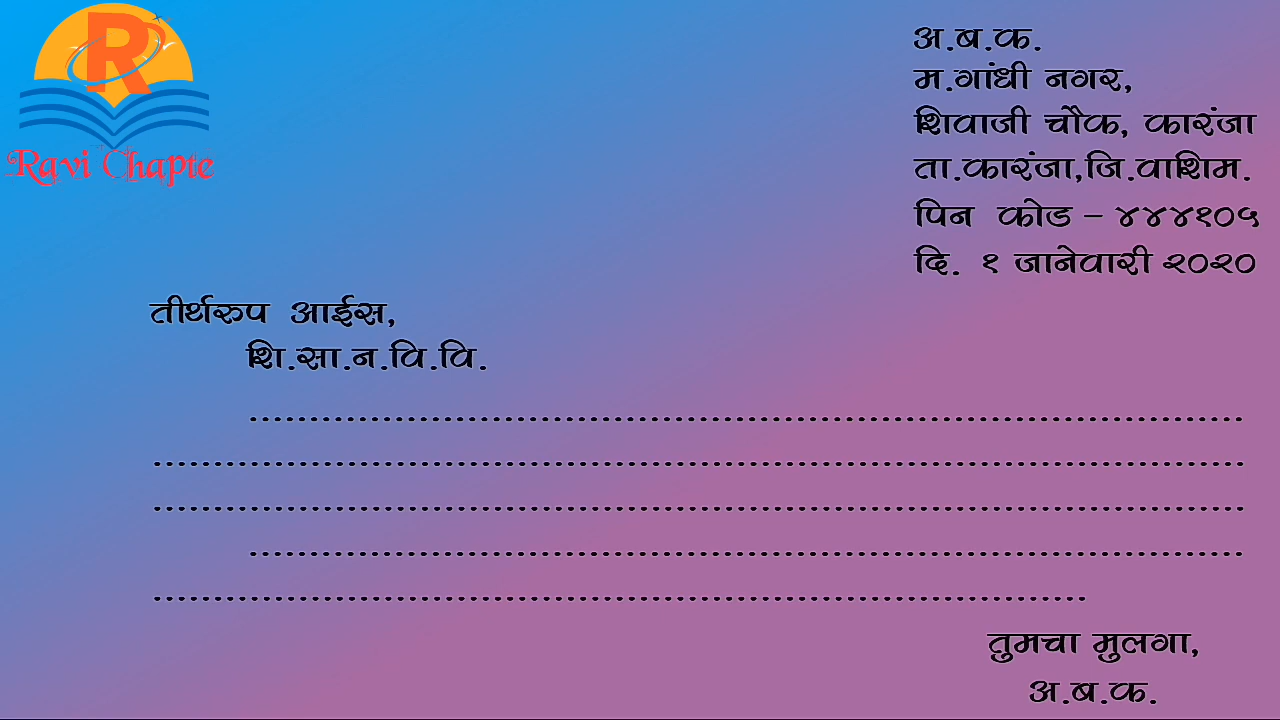 Ravi Chapte
अ.ब.क.
म.गांधी नगर,
शिवाजी चौक, कारंजा
ता.कारंजा,जि.वाशिम.
पिन कोड – ४४४१०५
दि. १ जानेवारी २०२०
तीर्थरुप आईस,
शि.सा.न.वि.वि.
..................................................................................
..........................................................................................
..........................................................................................
..................................................................................
.............................................................................
तुमचा मुलगा,
अ.ब.क.